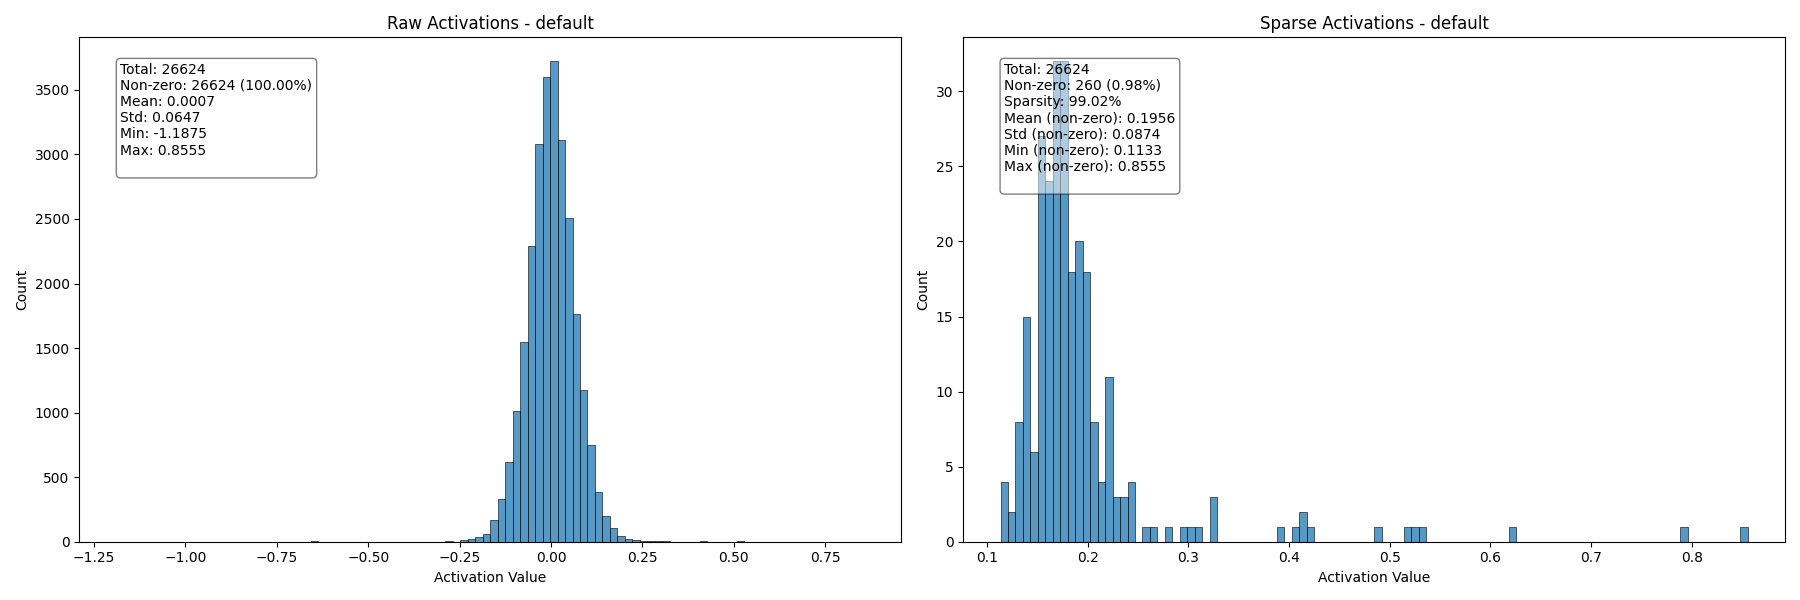 Raw Activations - default
Total: 26624
Non-zero: 26624 (100.00%)
Mean: 0.0007
Std: 0.0647
Min: -1.1875
Max: 0.8555
Count
3500
3000
2500
2000
1500
1000
500
0
−1.25 −1.00 −0.75 −0.50 −0.25 0.00 0.25 0.50 0.75
Activation Value
Sparse Activations - default
Total: 26624
Non-zero: 260 (0.98%)
Sparsity: 99.02%
Mean (non-zero): 0.1956
Std (non-zero): 0.0874
Min (non-zero): 0.1133
Max (non-zero): 0.8555
Count
30
25
20
15
10
5
0
0.1 0.2 0.3 0.4 0.5 0.6 0.7 0.8
Activation Value